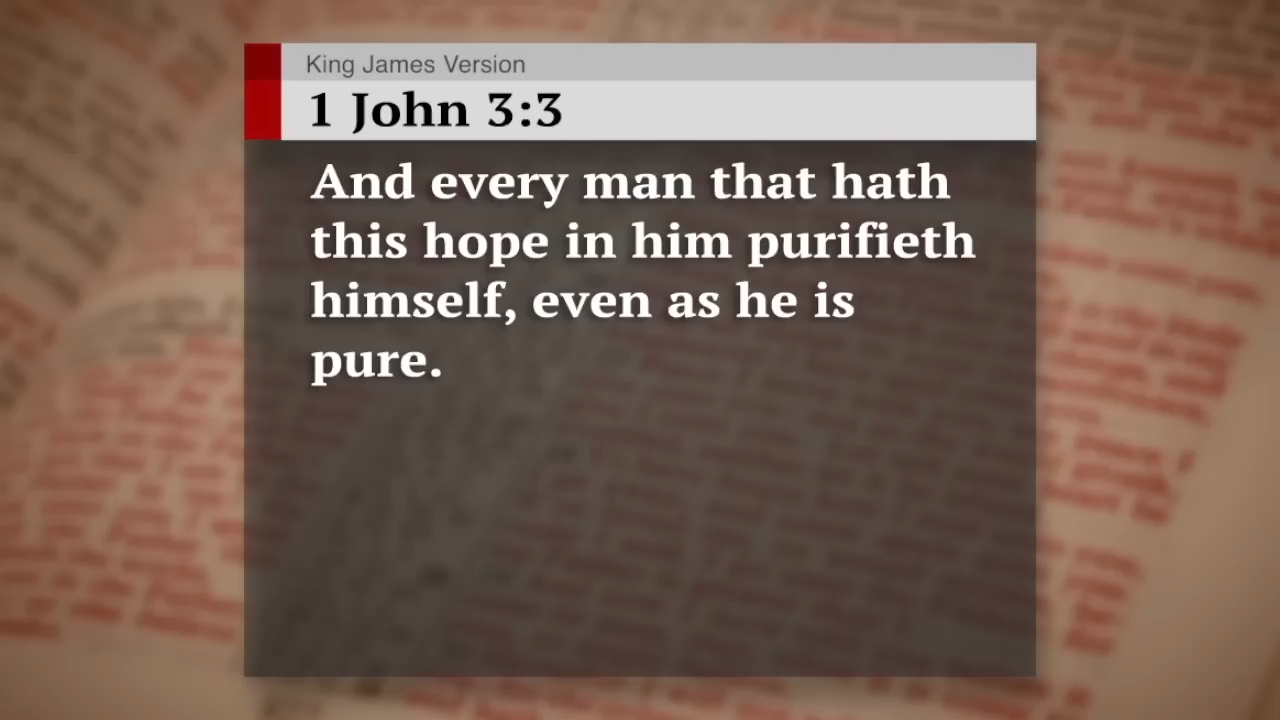 King James Version
1 John 3:3
And every man that hath
this hope in him purifieth
himself, even as he is
pure.